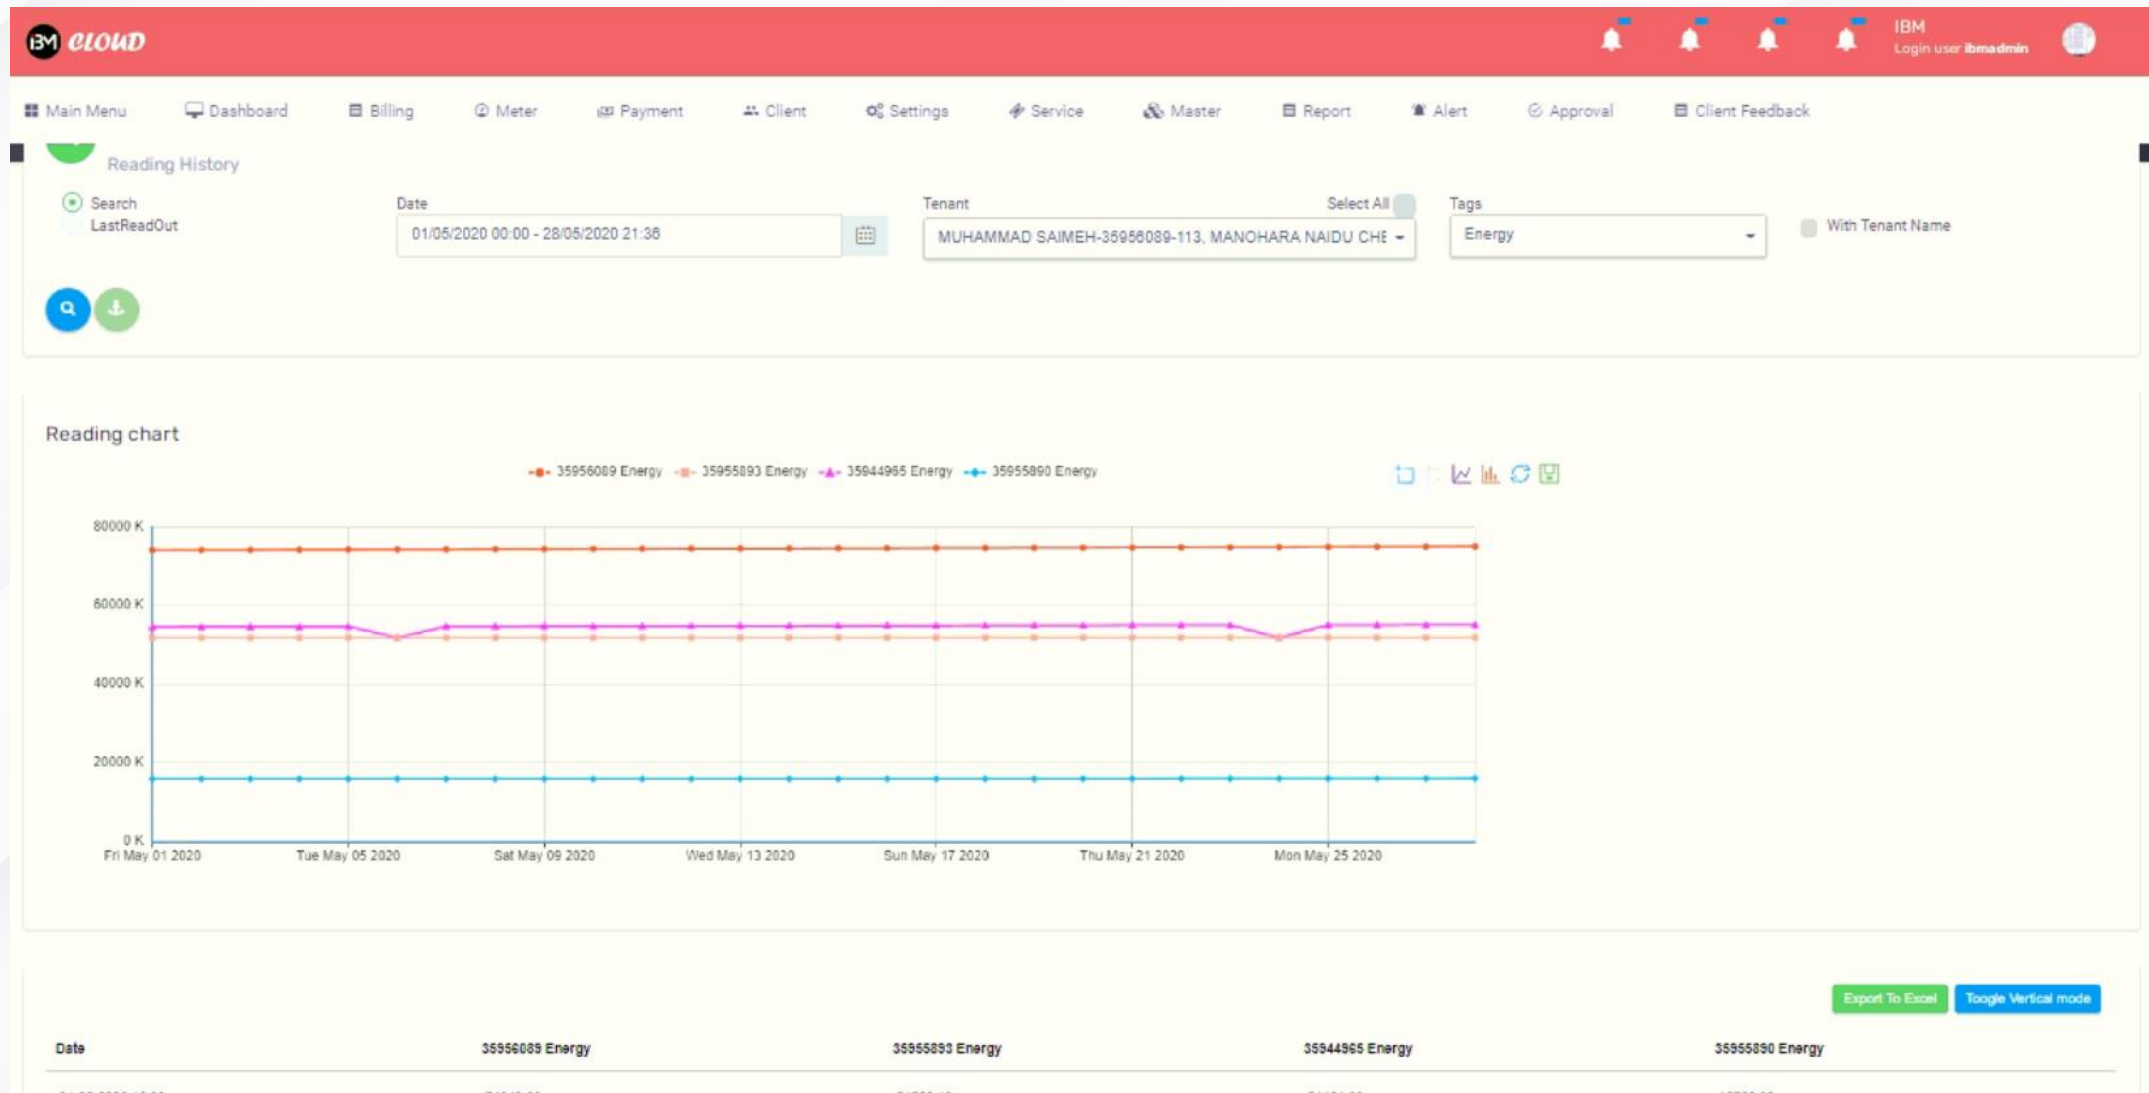 IBM CLOUD
IBM
Login user ibmadmin
Main Menu Dashboard Billing Meter Payment Client Settings Service Master Report Alert Approval Client Feedback
Reading History
Search
LastReadOut
Date
01/05/2020 00:00 - 28/05/2020 21:36
Tenant Select All
MUHAMMAD SAIMEH-35956089-113, MANOHARA NAIDU CHE
Tags
Energy
With Tenant Name
Reading chart
35956089 Energy 35955893 Energy 35944965 Energy 35955890 Energy
80000 K
60000 K
40000 K
20000 K
0 K
Fri May 01 2020 Tue May 05 2020 Sat May 09 2020 Wed May 13 2020 Sun May 17 2020 Thu May 21 2020 Mon May 25 2020
Export To Excel Toogle Vertical mode
Date 35956089 Energy 35955893 Energy 35944965 Energy 35955890 Energy